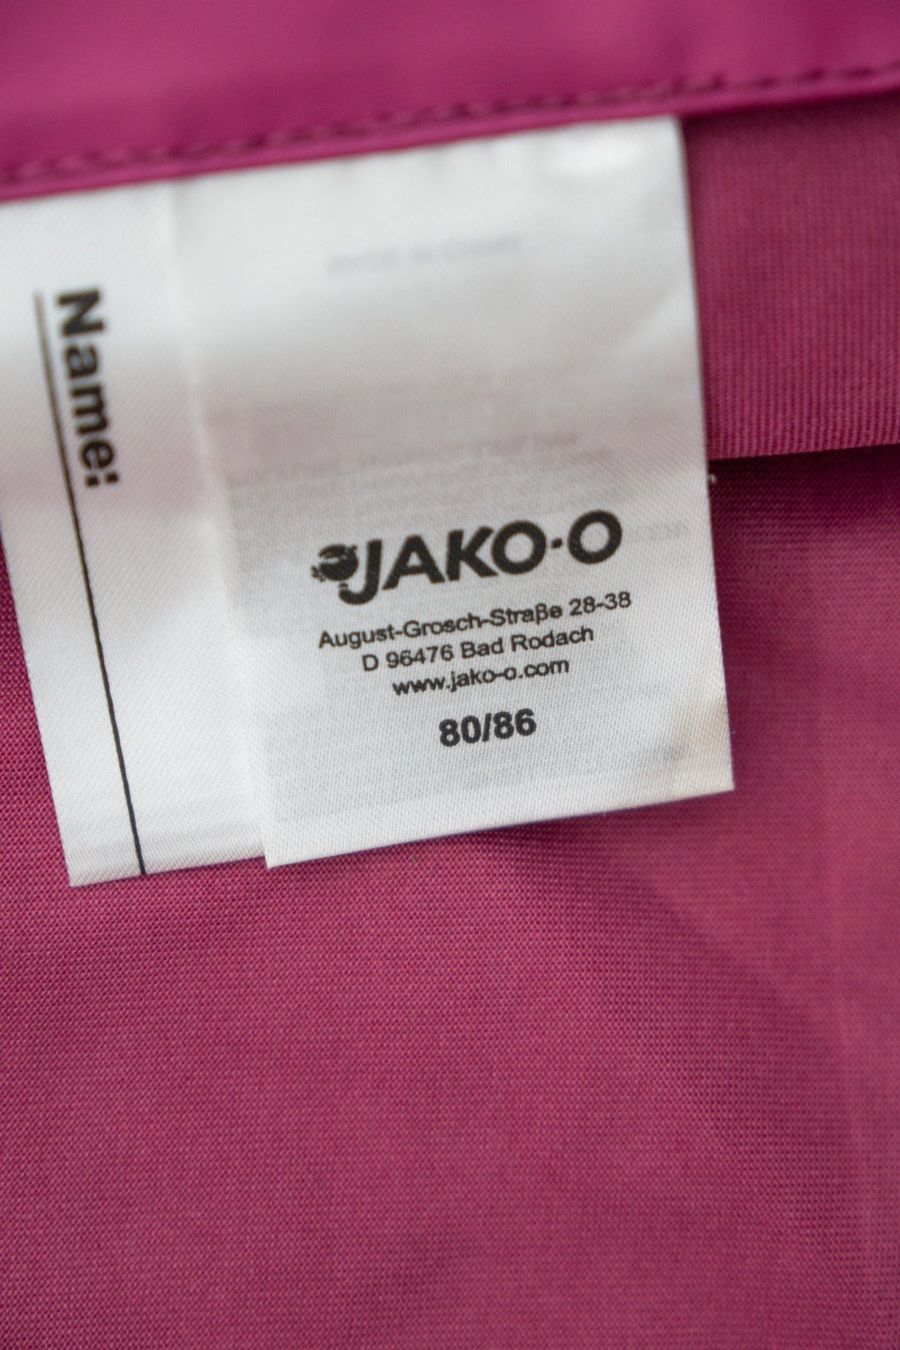 Name:
JAKO-O
August-Grosch-Straße 28-38
D 96476 Bad Rodach
www.jako-o.com
80/86